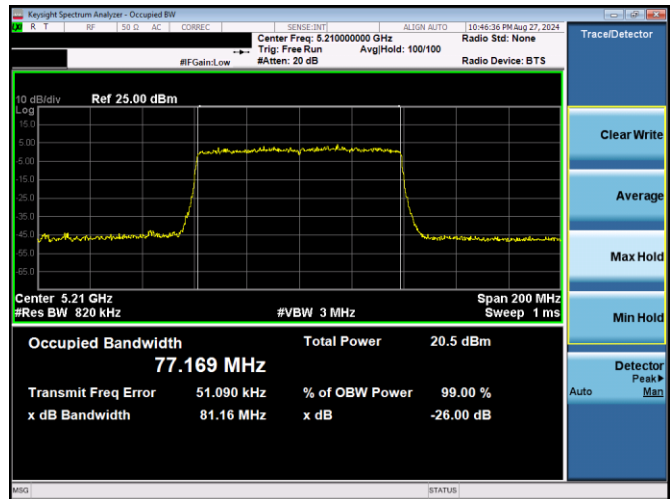 Keysight Spectrum Analyzer - Occupied BW
R T RF 50 Ω AC CORREC SENSE:INT ALIGN AUTO 10:46:36 PM Aug 27, 2024
Center Freq: 5.210000000 GHz Radio Std: None
Trig: Free Run Avg|Hold: 100/100
#IFGain:Low #Atten: 20 dB Radio Device: BTS
Trace/Detector
10 dB/div Ref 25.00 dBm
Log
15.0
5.00
-5.00
-15.0
-25.0
-35.0
-45.0
-55.0
-65.0
Center 5.21 GHz Span 200 MHz
#Res BW 820 kHz #VBW 3 MHz Sweep 1 ms
Occupied Bandwidth Total Power 20.5 dBm
77.169 MHz
Transmit Freq Error 51.090 kHz % of OBW Power 99.00 %
x dB Bandwidth 81.16 MHz x dB -26.00 dB
Clear Write
Average
Max Hold
Min Hold
Detector
Peak▶
Auto Man
MSG STATUS